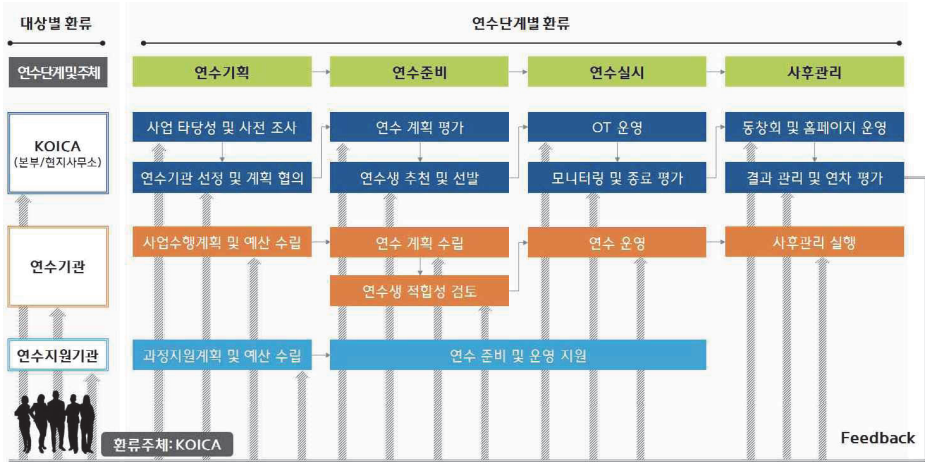 대상별 환류
연수단계별 환류
연수단계및주체
연수기획
연수준비
연수실시
사후관리
KOICA
(본부/현지사무소)
사업 타당성 및 사전 조사
연수 계획 평가
OT 운영
동창회 및 홈페이지 운영
연수기관 선정 및 계획 협의
연수생 추천 및 선발
모니터링 및 종료 평가
결과 관리 및 연차 평가
연수기관
사업수행계획 및 예산 수립
연수 계획 수립
연수 운영
사후관리 실행
연수생 적합성 검토
연수지원기관
과정지원계획 및 예산 수립
연수 준비 및 운영 지원
환류주체: KOICA
Feedback